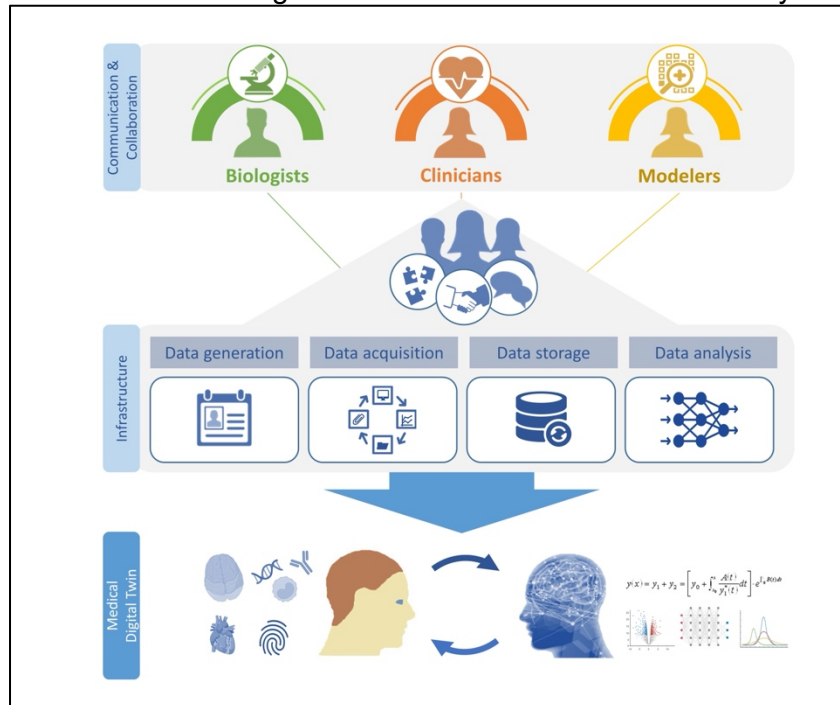 Communication &
Collaboration
Biologists
Clinicians
Modelers
Infrastructure
Data generation
Data acquisition
Data storage
Data analysis
Medical
Digital Twin